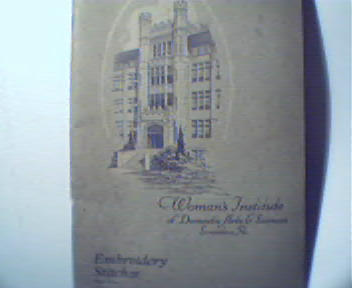 Woman's Institute
of Domestic Arts & Sciences
Scranton, Pa.
Embroidery
Stitches